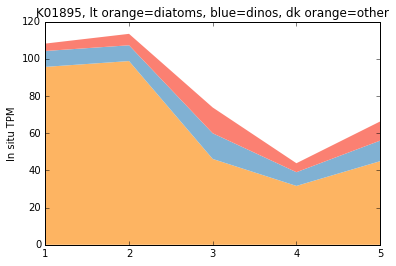 K01895, lt orange=diatoms, blue=dinos, dk orange=other
120
100
80
60
40
20
0
In situ TPM
1 2 3 4 5